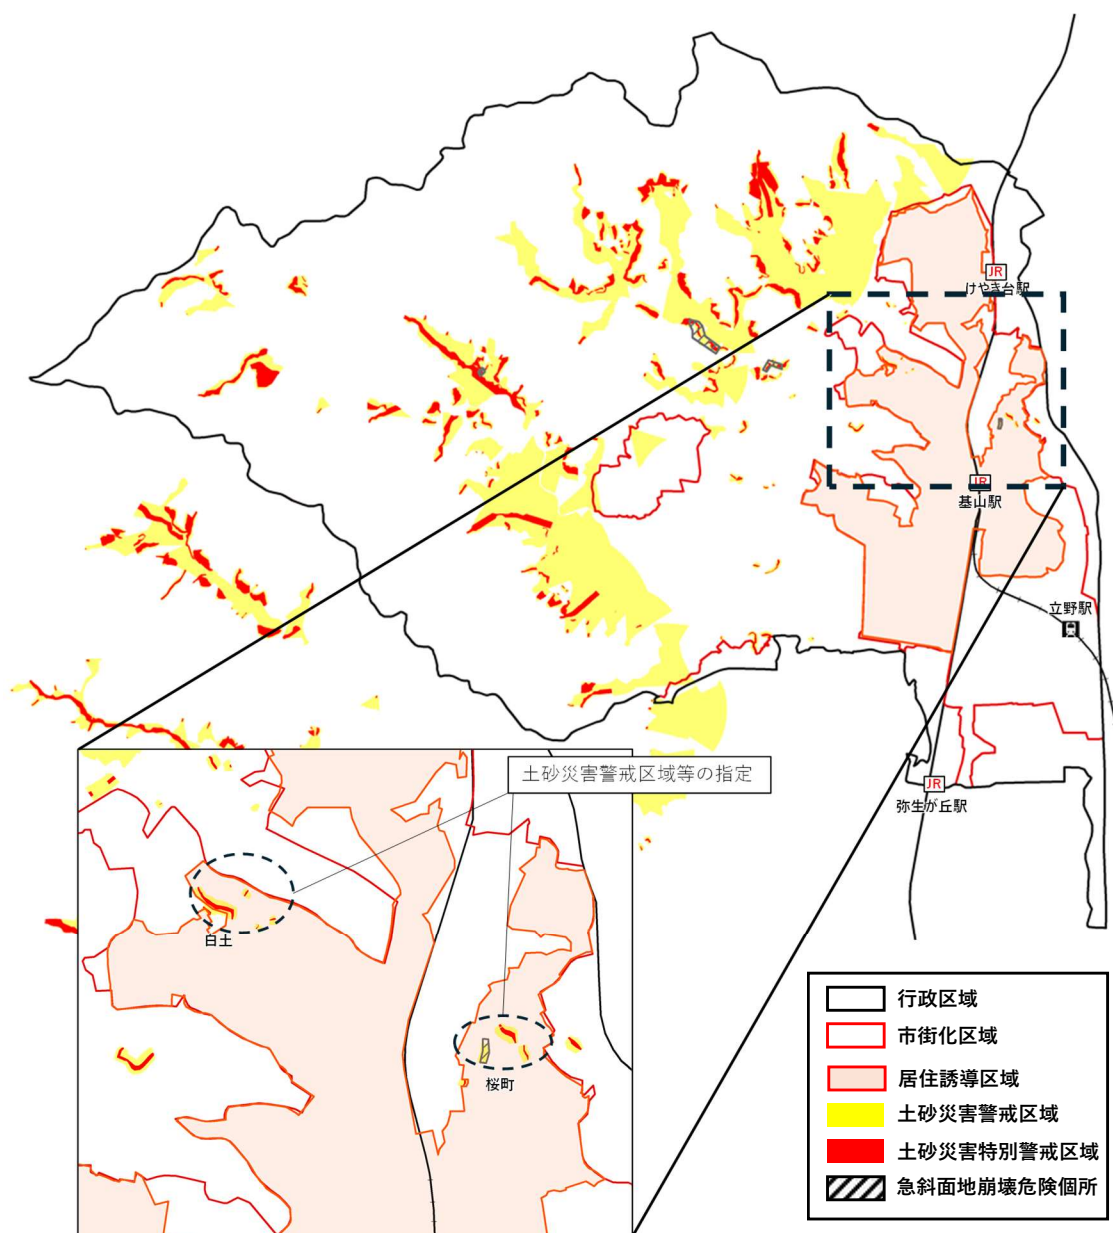 JR
けやき台駅
JR
基山駅
立野駅
JR
弥生が丘駅
土砂災害警戒区域等の指定
白土
桜町
行政区域
市街化区域
居住誘導区域
土砂災害警戒区域
土砂災害特別警戒区域
急斜面地崩壊危険個所